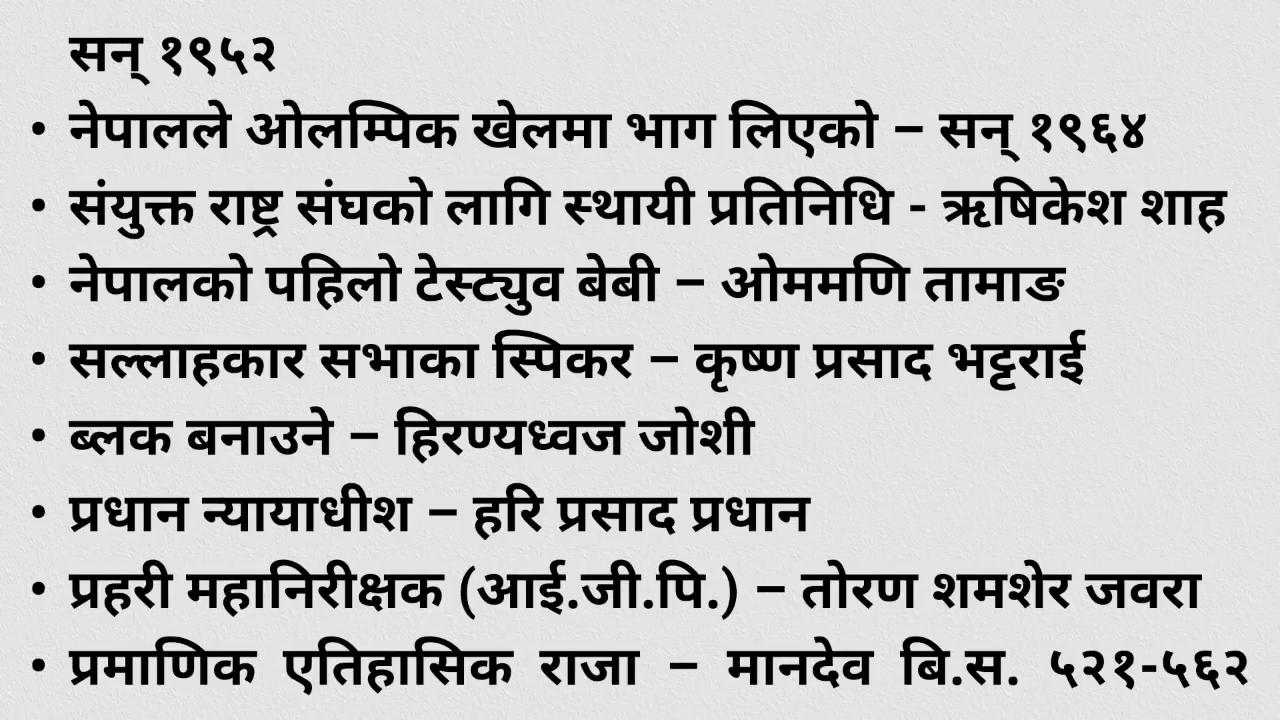 सन् १९५२
• नेपालले ओलम्पिक खेलमा भाग लिएको – सन् १९६४
• संयुक्त राष्ट्र संघको लागि स्थायी प्रतिनिधि - ऋषिकेश शाह
• नेपालको पहिलो टेस्ट्युव बेबी – ओममणि तामाङ
• सल्लाहकार सभाका स्पिकर – कृष्ण प्रसाद भट्टराई
• ब्लक बनाउने – हिरण्यध्वज जोशी
• प्रधान न्यायाधीश – हरि प्रसाद प्रधान
• प्रहरी महानिरीक्षक (आई.जी.पि.) – तोरण शमशेर जवरा
• प्रमाणिक एतिहासिक राजा – मानदेव बि.स. ५२१-५६२